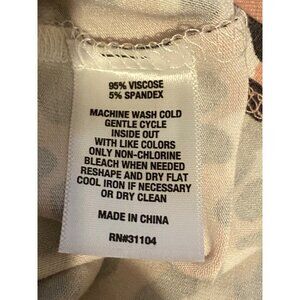 95% VISCOSE
5% SPANDEX
MACHINE WASH COLD
GENTLE CYCLE
INSIDE OUT
WITH LIKE COLORS
ONLY NON-CHLORINE
BLEACH WHEN NEEDED
RESHAPE AND DRY FLAT
COOL IRON IF NECESSARY
OR DRY CLEAN
MADE IN CHINA
RN#31104